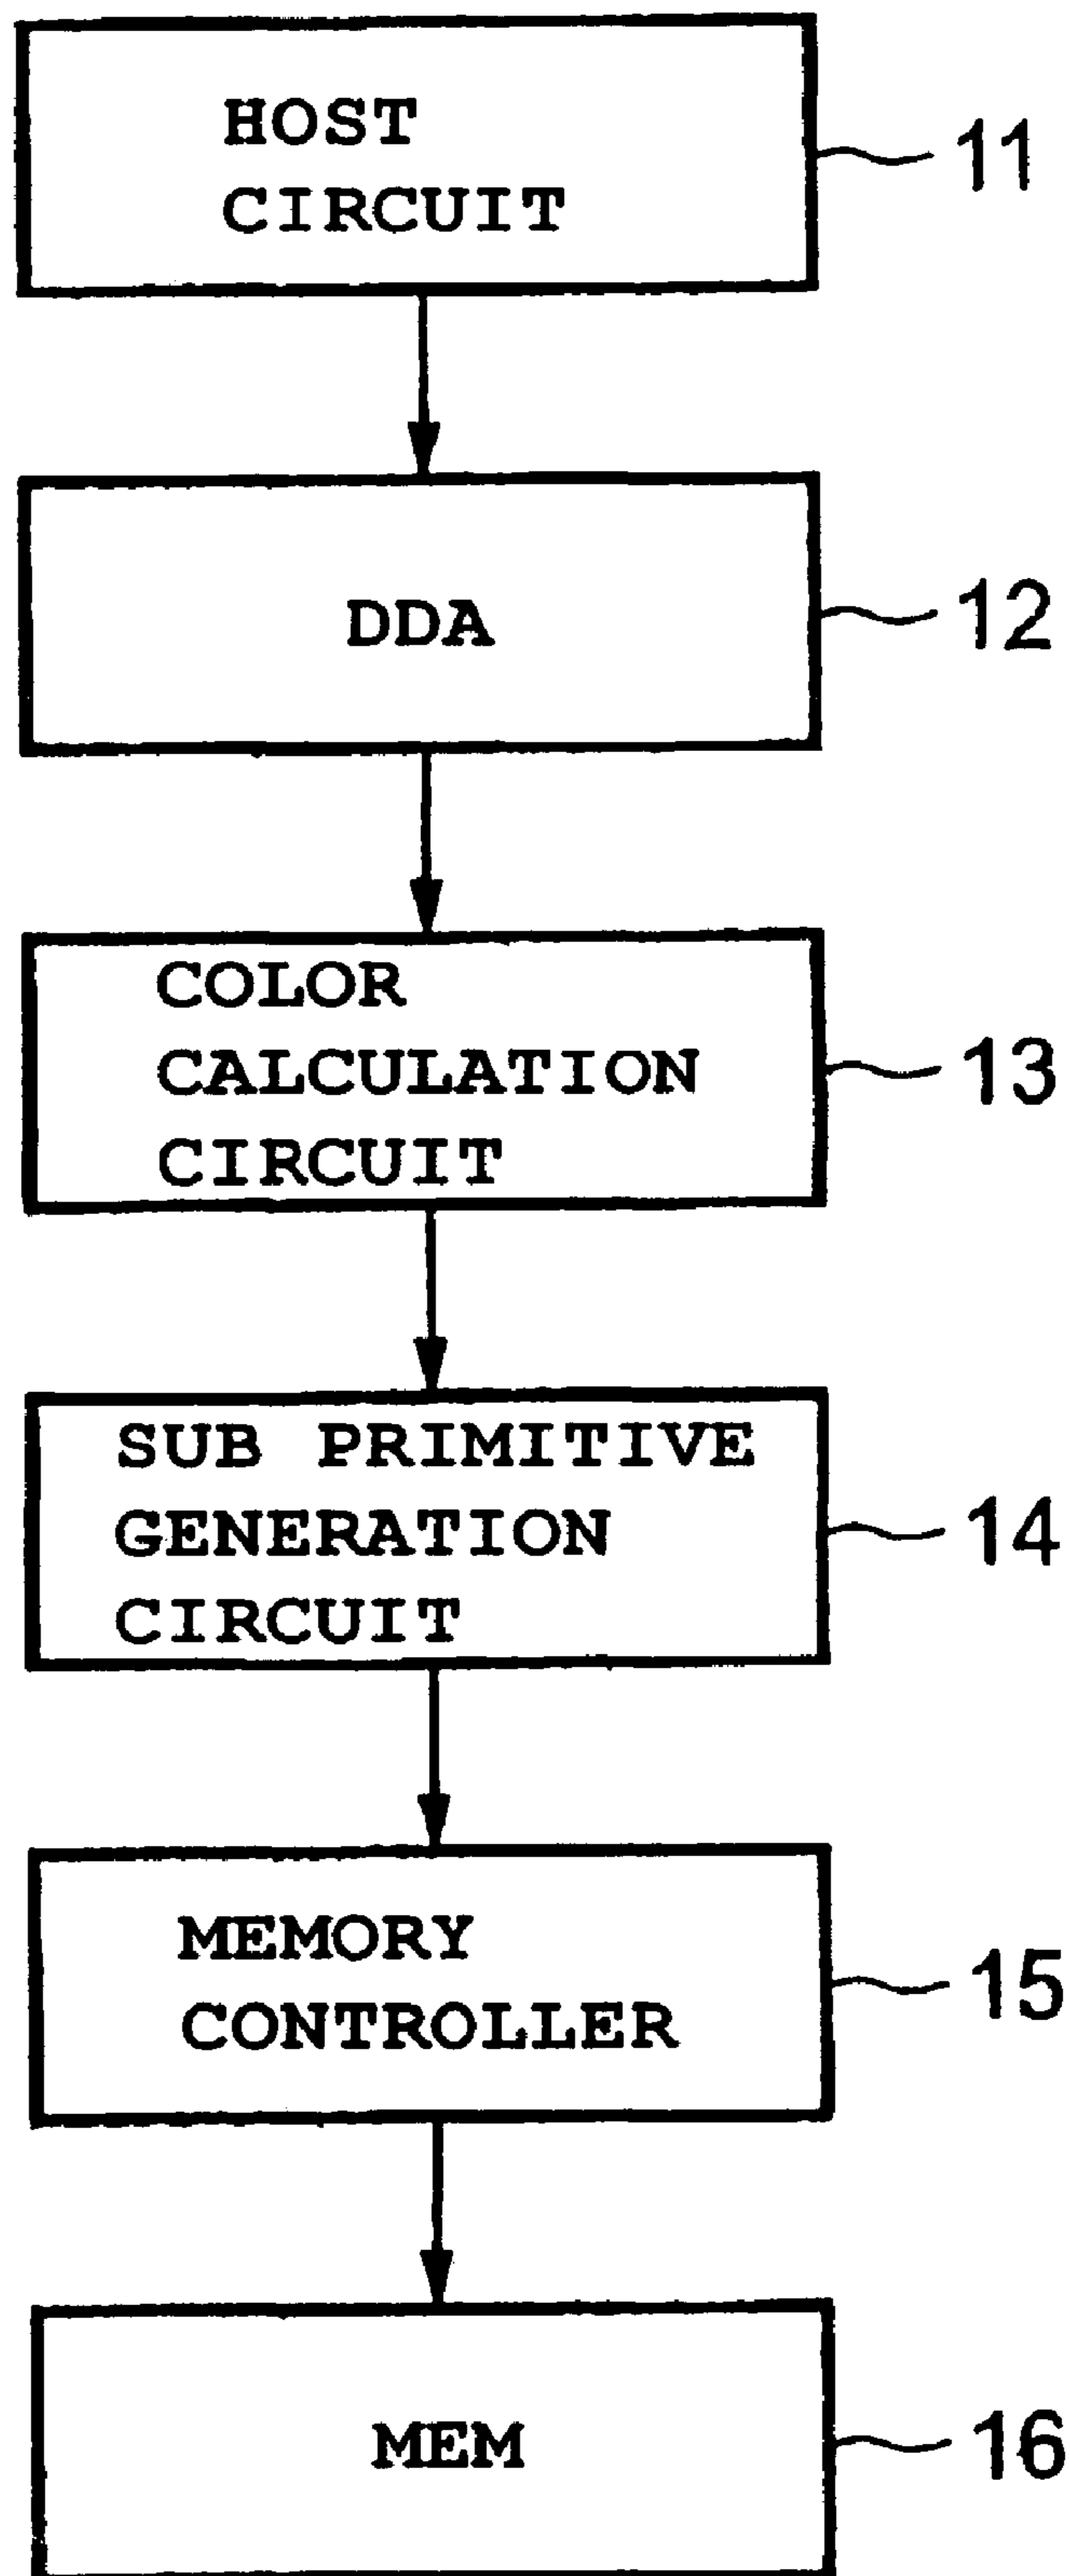 HOST
CIRCUIT
11
DDA
12
COLOR
CALCULATION
CIRCUIT
13
SUB PRIMITIVE
GENERATION
CIRCUIT
14
MEMORY
CONTROLLER
15
MEM
16